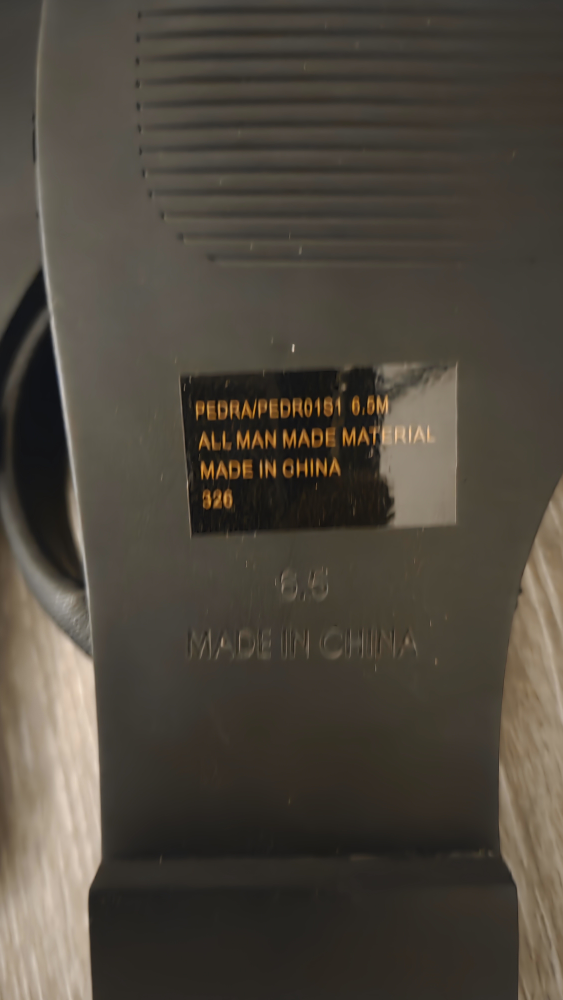 PEDRA/PEDR01S1 6.5M
ALL MAN MADE MATERIAL
MADE IN CHINA
326
6.5
MADE IN CHINA